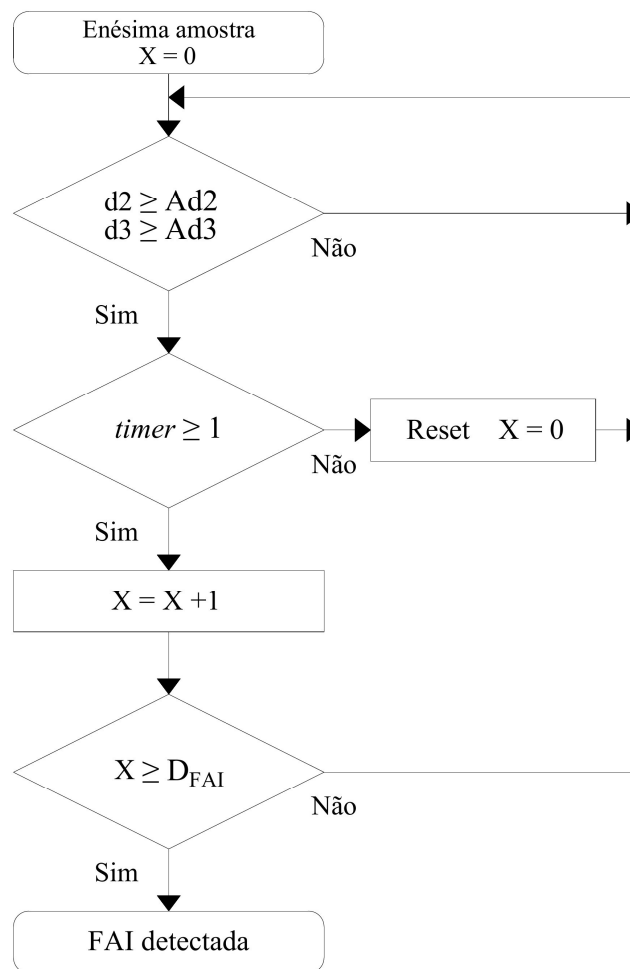 Enésima amostra
X = 0
d2 ≥ Ad2
d3 ≥ Ad3
Não
Sim
timer ≥ 1
Não
Reset X = 0
Sim
X = X +1
X ≥ D_FAI
Não
Sim
FAI detectada